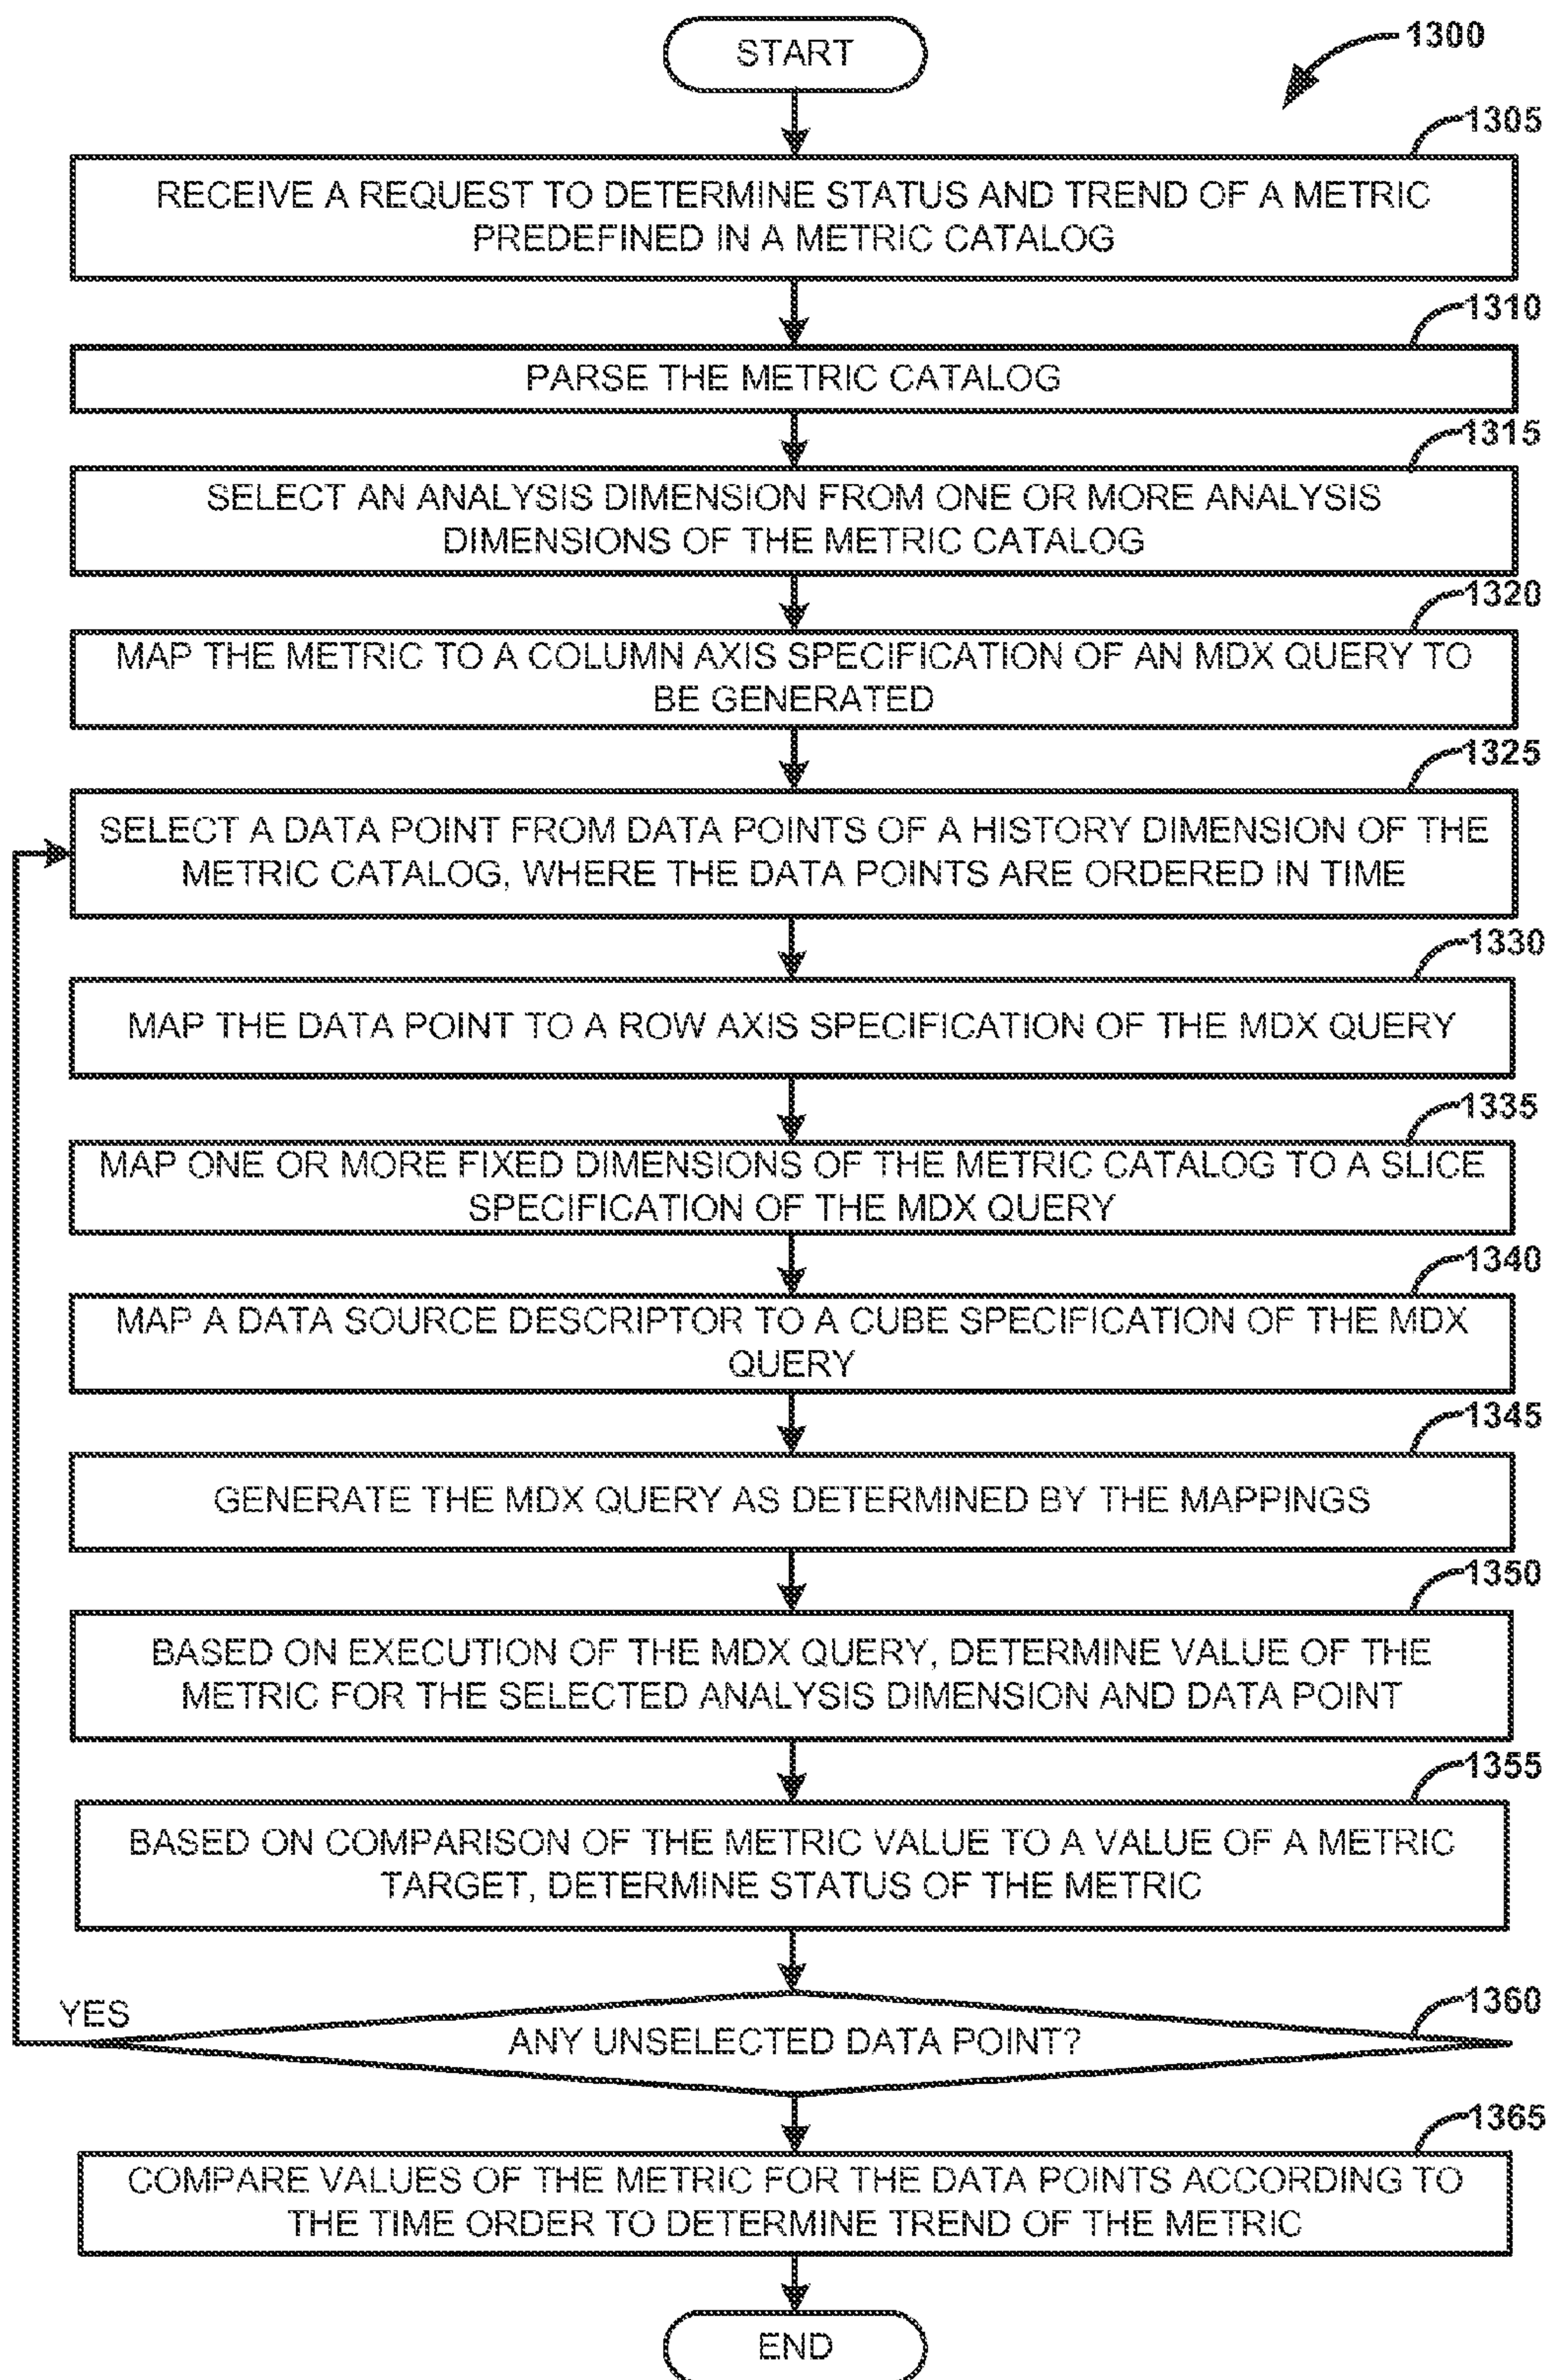 START
1300
1305
RECEIVE A REQUEST TO DETERMINE STATUS AND TREND OF A METRIC
PREDEFINED IN A METRIC CATALOG
1310
PARSE THE METRIC CATALOG
1315
SELECT AN ANALYSIS DIMENSION FROM ONE OR MORE ANALYSIS
DIMENSIONS OF THE METRIC CATALOG
1320
MAP THE METRIC TO A COLUMN AXIS SPECIFICATION OF AN MDX QUERY TO
BE GENERATED
1325
SELECT A DATA POINT FROM DATA POINTS OF A HISTORY DIMENSION OF THE
METRIC CATALOG, WHERE THE DATA POINTS ARE ORDERED IN TIME
1330
MAP THE DATA POINT TO A ROW AXIS SPECIFICATION OF THE MDX QUERY
1335
MAP ONE OR MORE FIXED DIMENSIONS OF THE METRIC CATALOG TO A SLICE
SPECIFICATION OF THE MDX QUERY
1340
MAP A DATA SOURCE DESCRIPTOR TO A CUBE SPECIFICATION OF THE MDX
QUERY
1345
GENERATE THE MDX QUERY AS DETERMINED BY THE MAPPINGS
1350
BASED ON EXECUTION OF THE MDX QUERY, DETERMINE VALUE OF THE
METRIC FOR THE SELECTED ANALYSIS DIMENSION AND DATA POINT
1355
BASED ON COMPARISON OF THE METRIC VALUE TO A VALUE OF A METRIC
TARGET, DETERMINE STATUS OF THE METRIC
1360
YES
ANY UNSELECTED DATA POINT?
1365
COMPARE VALUES OF THE METRIC FOR THE DATA POINTS ACCORDING TO
THE TIME ORDER TO DETERMINE TREND OF THE METRIC
END